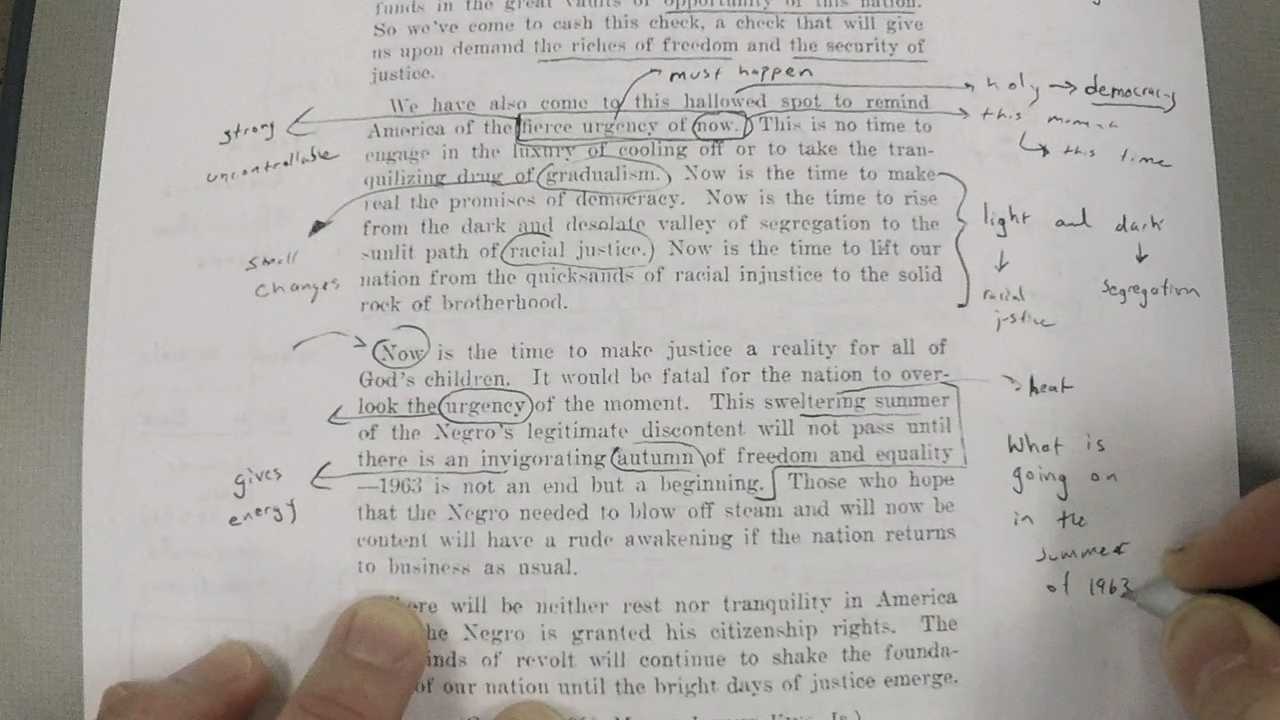 funds in the great vaults of opportunity of this nation.
So we've come to cash this check, a check that will give
us upon demand the riches of freedom and the security of
justice.
must happen
We have also come to this hallowed spot to remind
America of the fierce urgency of now. This is no time to
engage in the luxury of cooling off or to take the tran-
quilizing drug of gradualism. Now is the time to make
real the promises of democracy. Now is the time to rise
from the dark and desolate valley of segregation to the
sunlit path of racial justice. Now is the time to lift our
nation from the quicksands of racial injustice to the solid
rock of brotherhood.
holy → democracy
this moment
this time
strong
uncontrollable
small
changes
light and dark
racial
justice
segregation
Now is the time to make justice a reality for all of
God's children. It would be fatal for the nation to over-
look the urgency of the moment. This sweltering summer
of the Negro's legitimate discontent will not pass until
there is an invigorating autumn of freedom and equality
—1963 is not an end but a beginning. Those who hope
that the Negro needed to blow off steam and will now be
content will have a rude awakening if the nation returns
to business as usual.
heat
gives
energy
What is
going on
in the
summer
of 1963
ere will be neither rest nor tranquility in America
he Negro is granted his citizenship rights. The
inds of revolt will continue to shake the founda-
of our nation until the bright days of justice emerge.